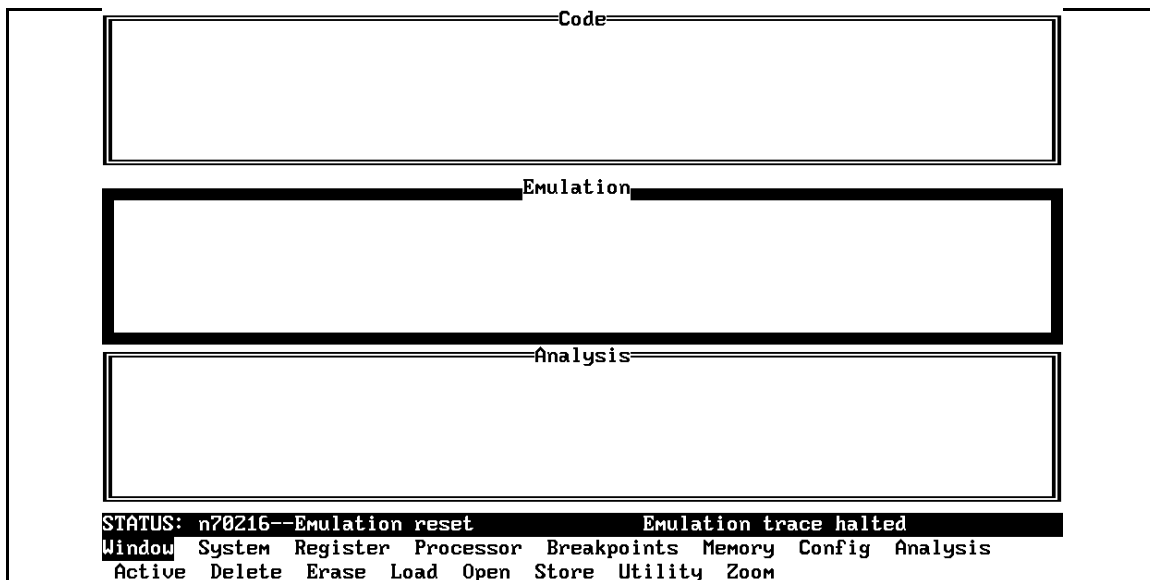 Code
Emulation
Analysis
STATUS: n70216--Emulation reset Emulation trace halted
Window System Register Processor Breakpoints Memory Config Analysis
Active Delete Erase Load Open Store Utility Zoom